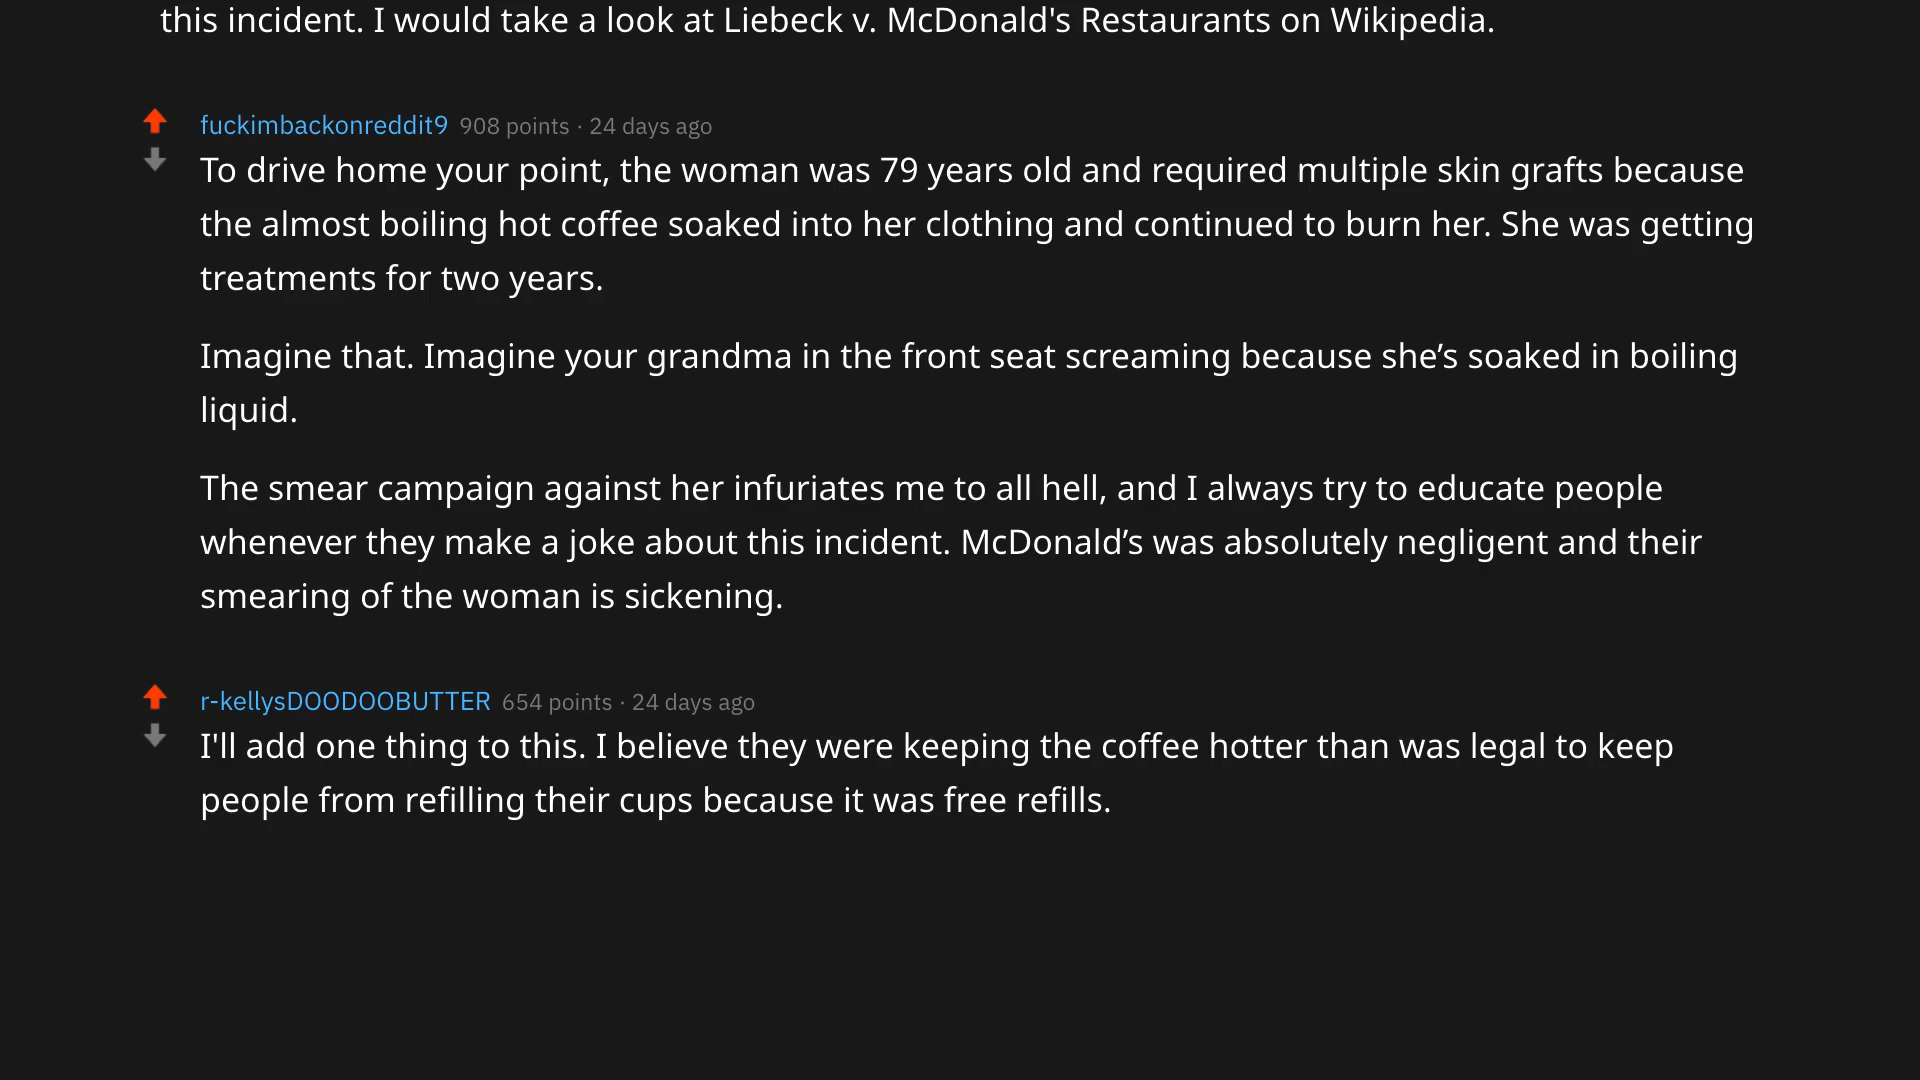 this incident. I would take a look at Liebeck v. McDonald's Restaurants on Wikipedia.
fuckimbackonreddit9 908 points · 24 days ago
To drive home your point, the woman was 79 years old and required multiple skin grafts because
the almost boiling hot coffee soaked into her clothing and continued to burn her. She was getting
treatments for two years.
Imagine that. Imagine your grandma in the front seat screaming because she’s soaked in boiling
liquid.
The smear campaign against her infuriates me to all hell, and I always try to educate people
whenever they make a joke about this incident. McDonald’s was absolutely negligent and their
smearing of the woman is sickening.
r-kellysDOODOOBUTTER 654 points · 24 days ago
I'll add one thing to this. I believe they were keeping the coffee hotter than was legal to keep
people from refilling their cups because it was free refills.